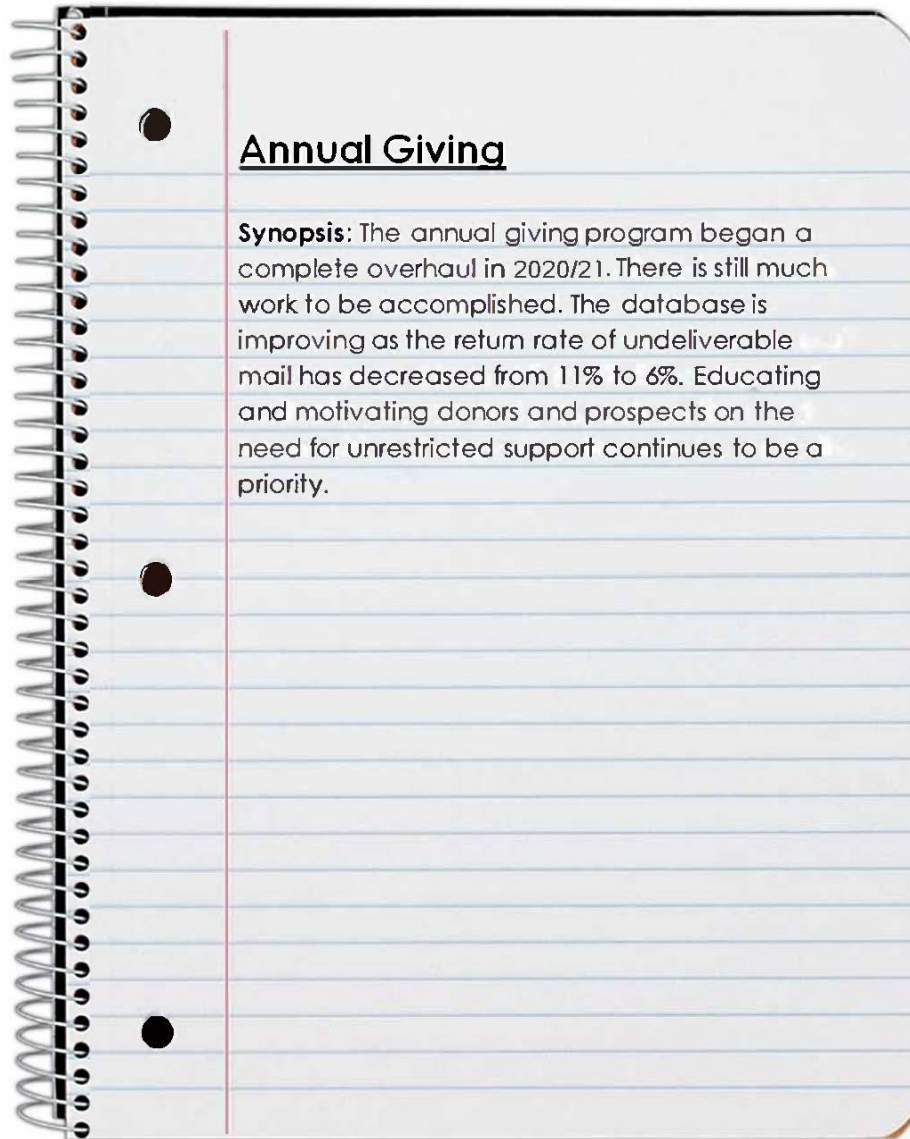 Annual Giving
Synopsis: The annual giving program began a
complete overhaul in 2020/21. There is still much
work to be accomplished. The database is
improving as the return rate of undeliverable
mail has decreased from 11% to 6%. Educating
and motivating donors and prospects on the
need for unrestricted support continues to be a
priority.